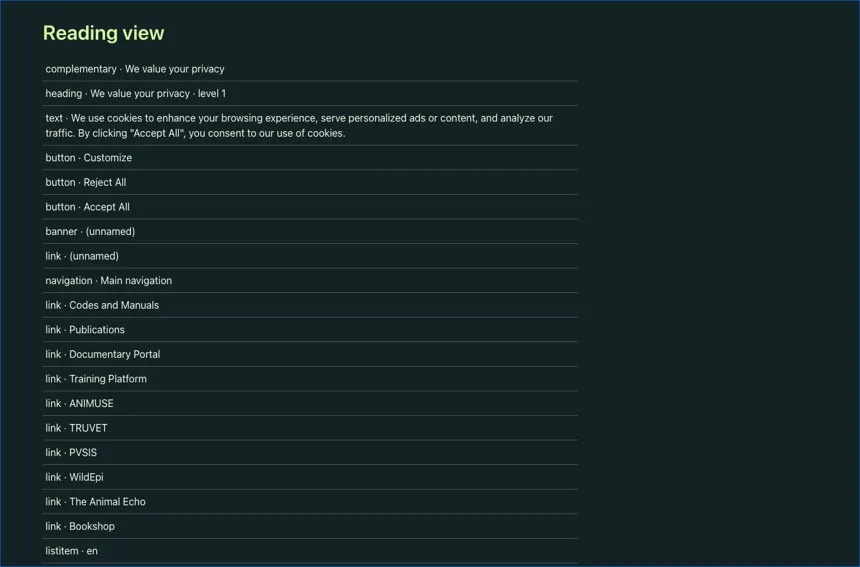 Reading view
complementary · We value your privacy
heading · We value your privacy · level 1
text · We use cookies to enhance your browsing experience, serve personalized ads or content, and analyze our
traffic. By clicking "Accept All", you consent to our use of cookies.
button · Customize
button · Reject All
button · Accept All
banner · (unnamed)
link · (unnamed)
navigation · Main navigation
link · Codes and Manuals
link · Publications
link · Documentary Portal
link · Training Platform
link · ANIMUSE
link · TRUVET
link · PVSIS
link · WildEpi
link · The Animal Echo
link · Bookshop
listitem · en